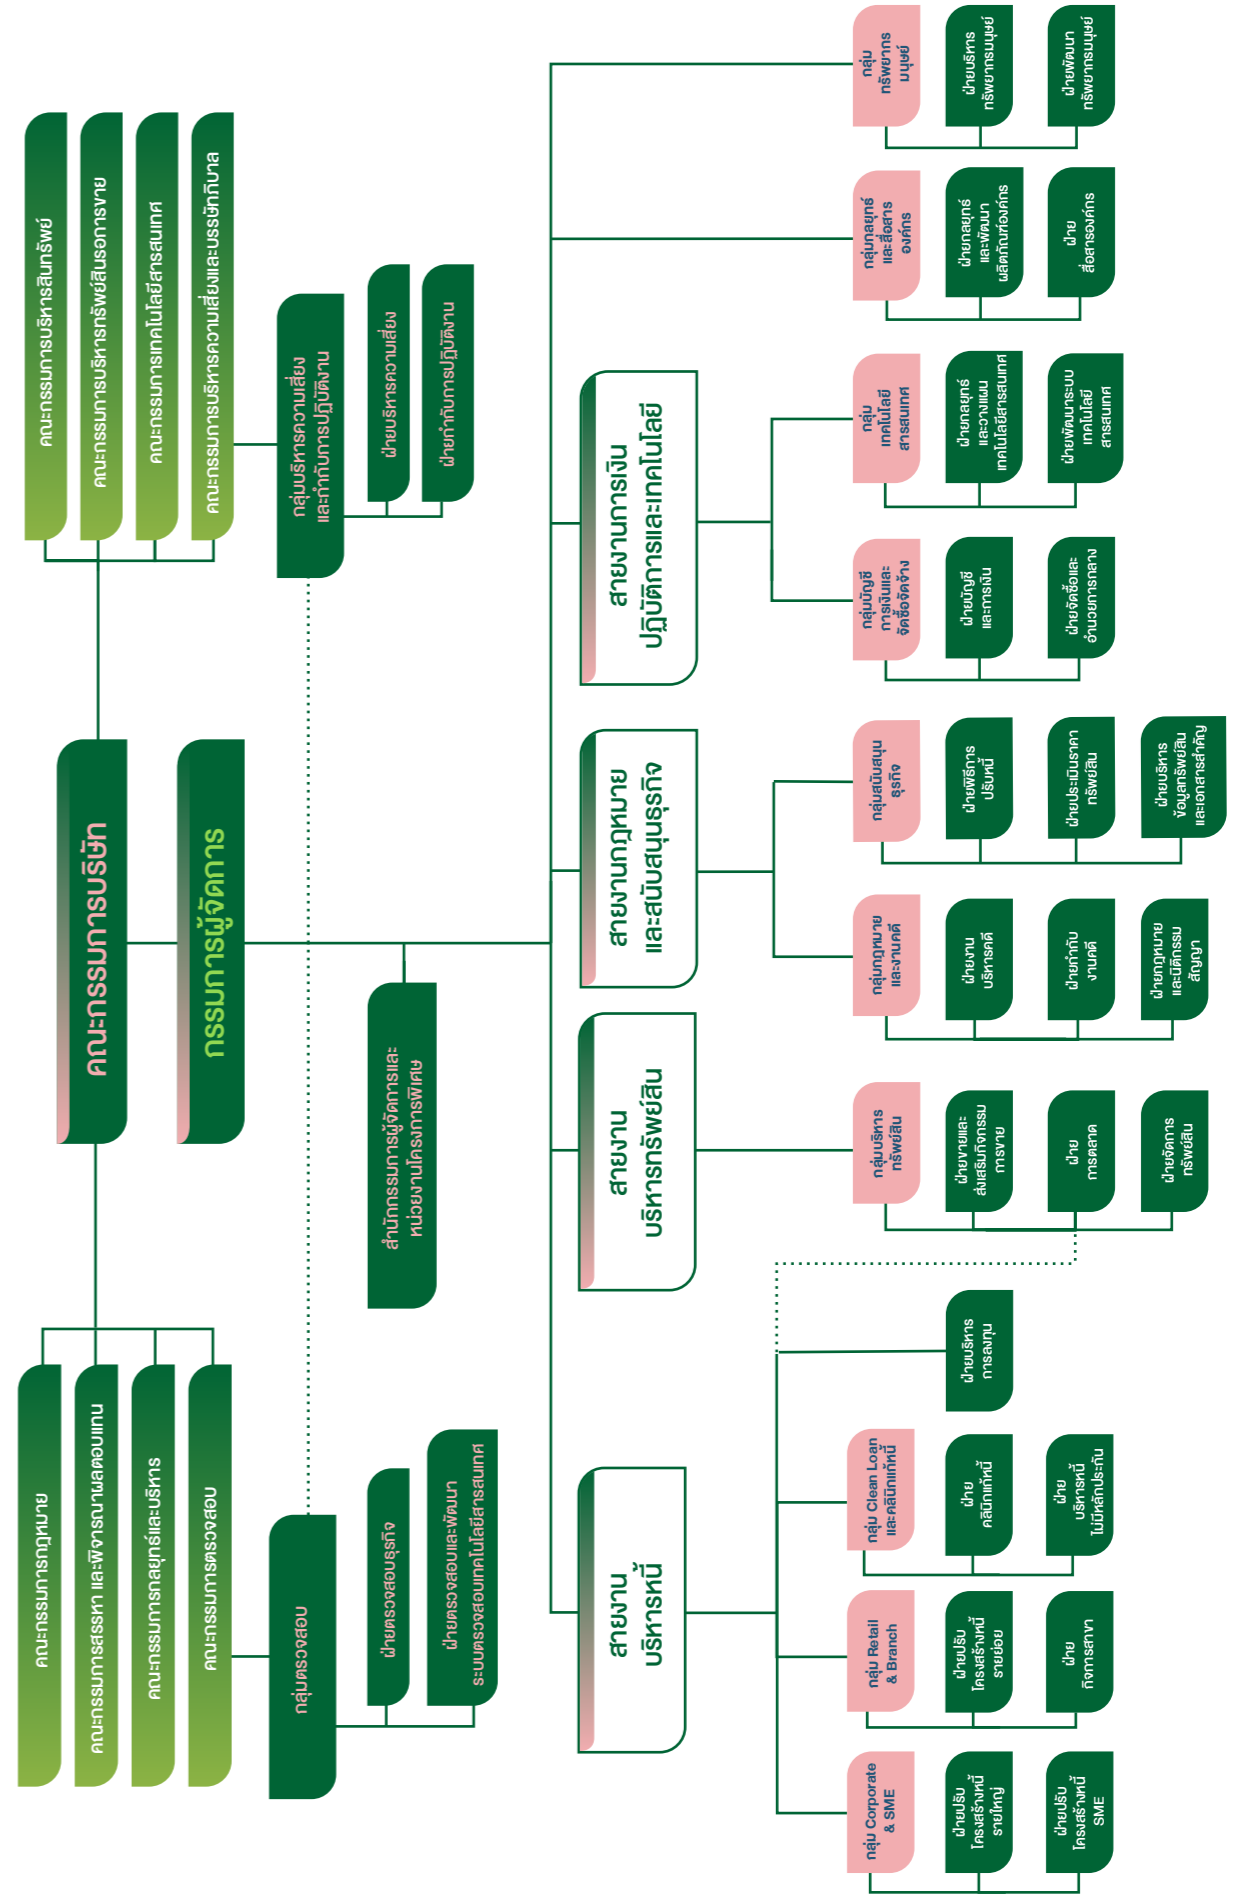 คณะกรรมการบริษัท
กรรมการผู้จัดการ
คณะกรรมการกฎหมาย
คณะกรรมการสรรหา และพิจารณาผลตอบแทน
คณะกรรมการกลยุทธ์และบริหาร
คณะกรรมการตรวจสอบ
คณะกรรมการบริหารสินทรัพย์
คณะกรรมการบริหารทรัพย์สินรอการขาย
คณะกรรมการเทคโนโลยีสารสนเทศ
คณะกรรมการบริหารความเสี่ยงและบรรษัทภิบาล
กลุ่มตรวจสอบ
ฝ่ายตรวจสอบธุรกิจ
ฝ่ายตรวจสอบและพัฒนา
ระบบตรวจสอบเทคโนโลยีสารสนเทศ
สำนักกรรมการผู้จัดการและ
หน่วยงานโครงการพิเศษ
กลุ่มบริหารความเสี่ยง
และกำกับการปฏิบัติงาน
ฝ่ายบริหารความเสี่ยง
ฝ่ายกำกับการปฏิบัติงาน
สายงาน
บริหารหนี้
สายงาน
บริหารทรัพย์สิน
สายงานกฎหมาย
และสนับสนุนธุรกิจ
สายงานการเงิน
ปฏิบัติการและเทคโนโลยี
กลุ่ม Corporate
& SME
ฝ่ายปรับ
โครงสร้างหนี้
รายใหญ่
ฝ่ายปรับ
โครงสร้างหนี้
SME
กลุ่ม Retail
& Branch
ฝ่ายปรับ
โครงสร้างหนี้
รายย่อย
ฝ่าย
กิจการสาขา
กลุ่ม Clean Loan
และคลินิกแก้หนี้
ฝ่าย
คลินิกแก้หนี้
ฝ่าย
บริหารหนี้
ไม่มีหลักประกัน
ฝ่ายบริหาร
การลงทุน
กลุ่มบริหาร
ทรัพย์สิน
ฝ่ายขายและ
ส่งเสริมกิจกรรม
การขาย
ฝ่าย
การตลาด
ฝ่ายจัดการ
ทรัพย์สิน
กลุ่มกฎหมาย
และงานคดี
ฝ่ายงาน
บริหารคดี
ฝ่ายกำกับ
งานคดี
ฝ่ายกฎหมาย
และนิติกรรม
สัญญา
กลุ่มสนับสนุน
ธุรกิจ
ฝ่ายพิธีการ
ปรับหนี้
ฝ่ายประเมินราคา
ทรัพย์สิน
ฝ่ายบริหาร
ข้อมูลทรัพย์สิน
และเอกสารสำคัญ
กลุ่มบัญชี
การเงินและ
จัดซื้อจัดจ้าง
ฝ่ายบัญชี
และการเงิน
ฝ่ายจัดซื้อและ
อำนวยการกลาง
กลุ่ม
เทคโนโลยี
สารสนเทศ
ฝ่ายกลยุทธ์
และวางแผน
เทคโนโลยีสารสนเทศ
ฝ่ายพัฒนาระบบ
เทคโนโลยี
สารสนเทศ
กลุ่มกลยุทธ์
และสื่อสาร
องค์กร
ฝ่ายกลยุทธ์
และพัฒนา
ผลิตภัณฑ์องค์กร
ฝ่าย
สื่อสารองค์กร
กลุ่ม
ทรัพยากร
มนุษย์
ฝ่ายบริหาร
ทรัพยากรมนุษย์
ฝ่ายพัฒนา
ทรัพยากรมนุษย์